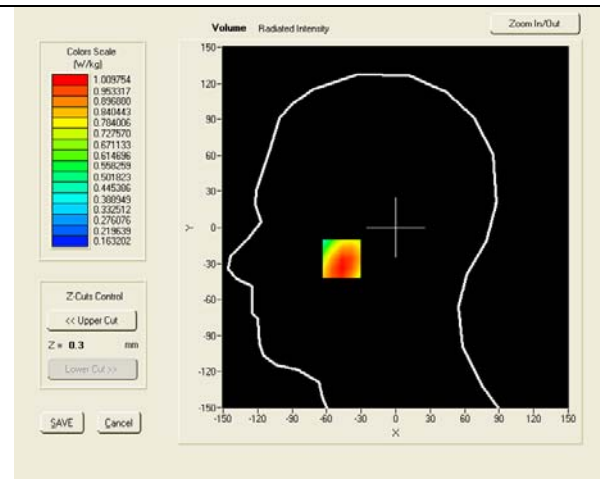 Volume Radiated Intensity
Zoom In/Out
Colors Scale
(W/kg)
1.009754
0.953317
0.896880
0.840443
0.784006
0.727570
0.671133
0.614696
0.558259
0.501823
0.445386
0.388949
0.332512
0.276076
0.219639
0.163202
Z-Cuts Control
<< Upper Cut
Z = 0.3 mm
Lower Cut >>
SAVE Cancel
150
120
90
60
30
0
-30
-60
-90
-120
-150
Y
-150 -120 -90 -60 -30 0 30 60 90 120 150
X